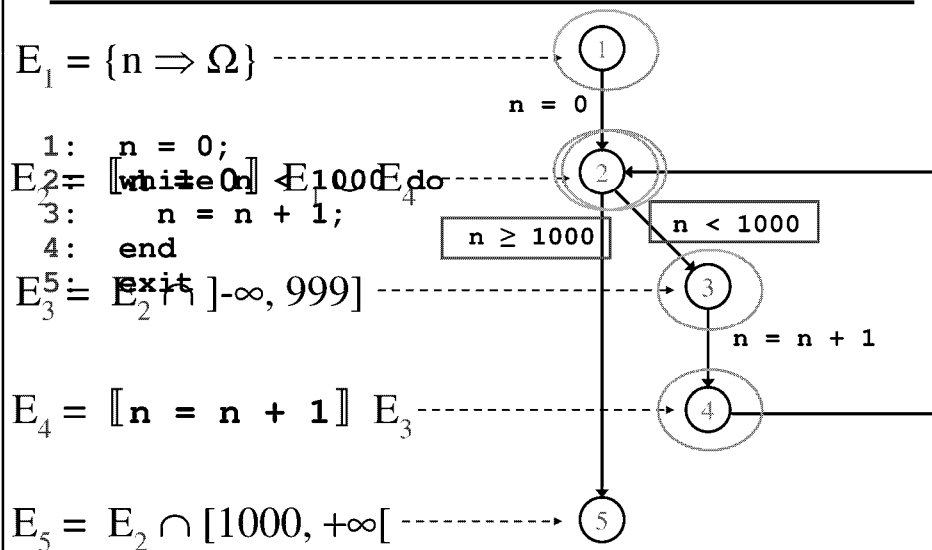 E1 = {n ⇒ Ω}
1
n = 0
1: n = 0;
E2 = ⟦n = 0⟧ E1 ∪ E4
2: while n < 1000 do
2
3: n = n + 1;
n ≥ 1000
n < 1000
4: end
5: exit
E3 = E2 ∩ ]-∞, 999]
3
n = n + 1
E4 = ⟦n = n + 1⟧ E3
4
E5 = E2 ∩ [1000, +∞[
5